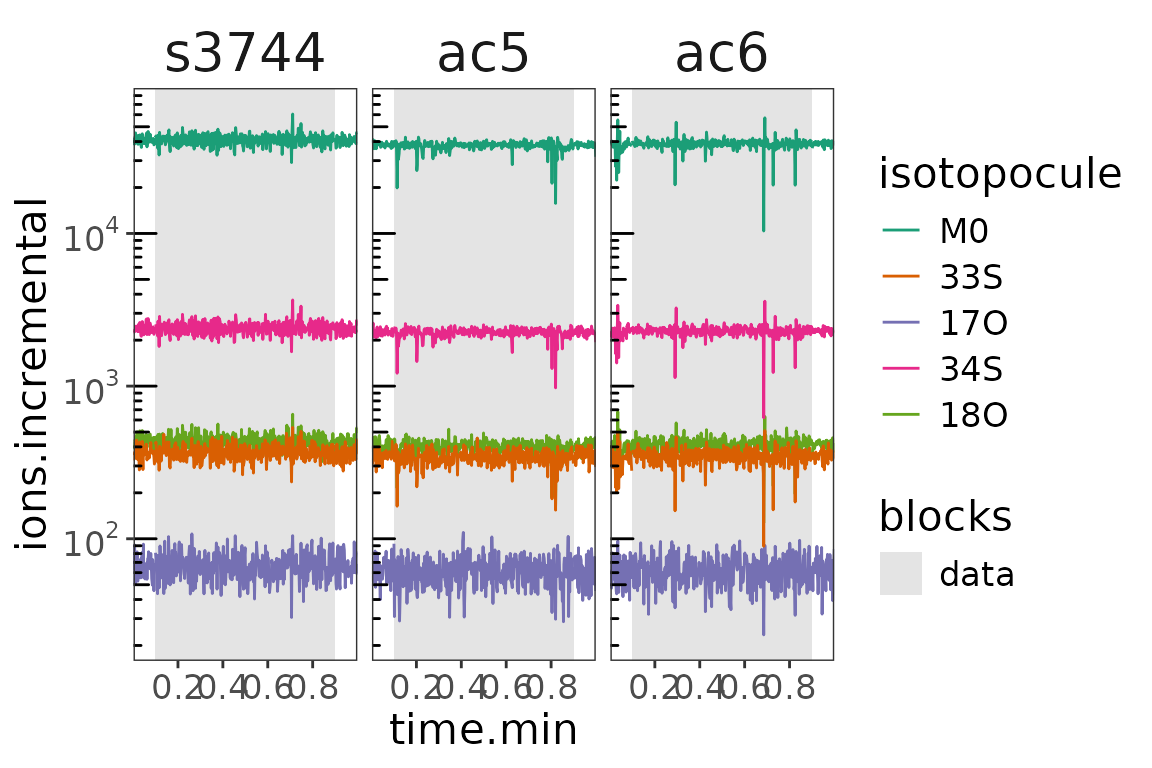 s3744 ac5 ac6
ions.incremental
10^4
10^3
10^2
0.2 0.4 0.6 0.8 0.2 0.4 0.6 0.8 0.2 0.4 0.6 0.8
time.min
isotopocule
M0
33S
17O
34S
18O
blocks
data